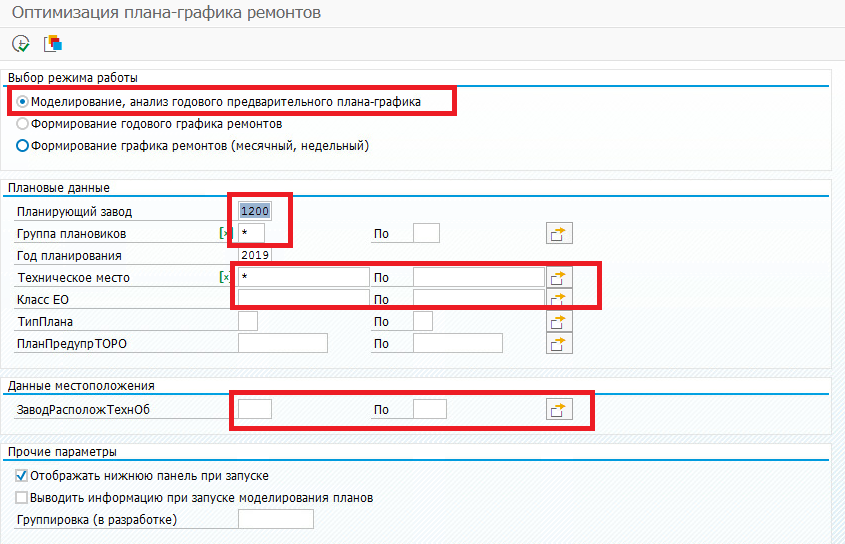 Оптимизация плана-графика ремонтов
Выбор режима работы
Моделирование, анализ годового предварительного плана-графика
Формирование годового графика ремонтов
Формирование графика ремонтов (месячный, недельный)
Плановые данные
Планирующий завод 1200
Группа плановиков * По
Год планирования 2019
Техническое место * По
Класс ЕО По
ТипПлана По
ПланПредупрТОРО По
Данные местоположения
ЗаводРасположТехнОб По
Прочие параметры
Отображать нижнюю панель при запуске
Выводить информацию при запуске моделирования планов
Группировка (в разработке)